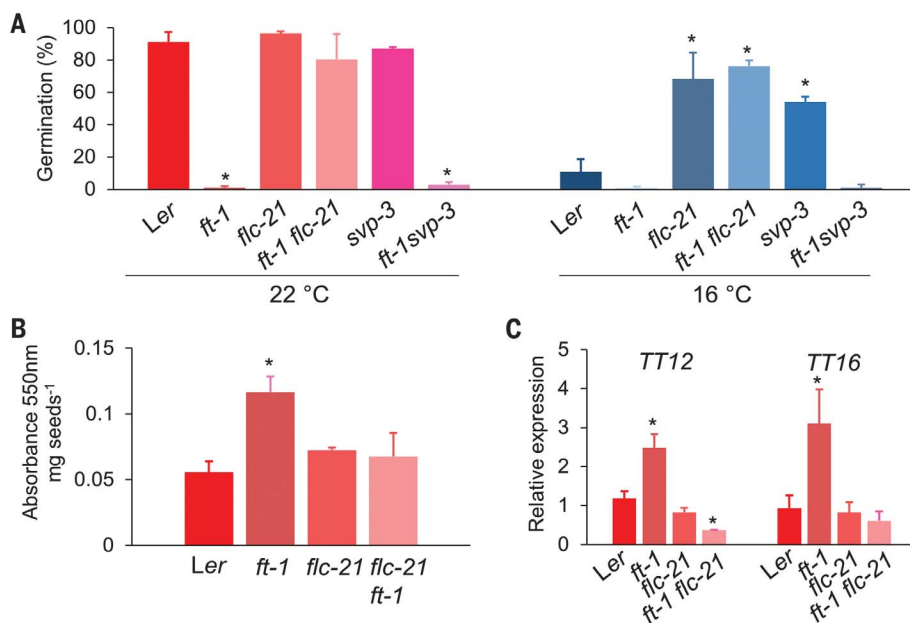 A
Germination (%)
100
80
60
40
20
0
* * * * *
Ler ft-1 flc-21 ft-1 flc-21 svp-3 ft-1svp-3
Ler ft-1 flc-21 ft-1 flc-21 svp-3 ft-1svp-3
22 °C 16 °C
B
Absorbance 550nm
mg seeds⁻¹
0.15
0.1
0.05
0
*
Ler ft-1 flc-21 flc-21
ft-1
C
Relative expression
5
4
3
2
1
0
TT12 TT16
* * *
Ler ft-1 flc-21 ft-1 flc-21
Ler ft-1 flc-21 ft-1 flc-21